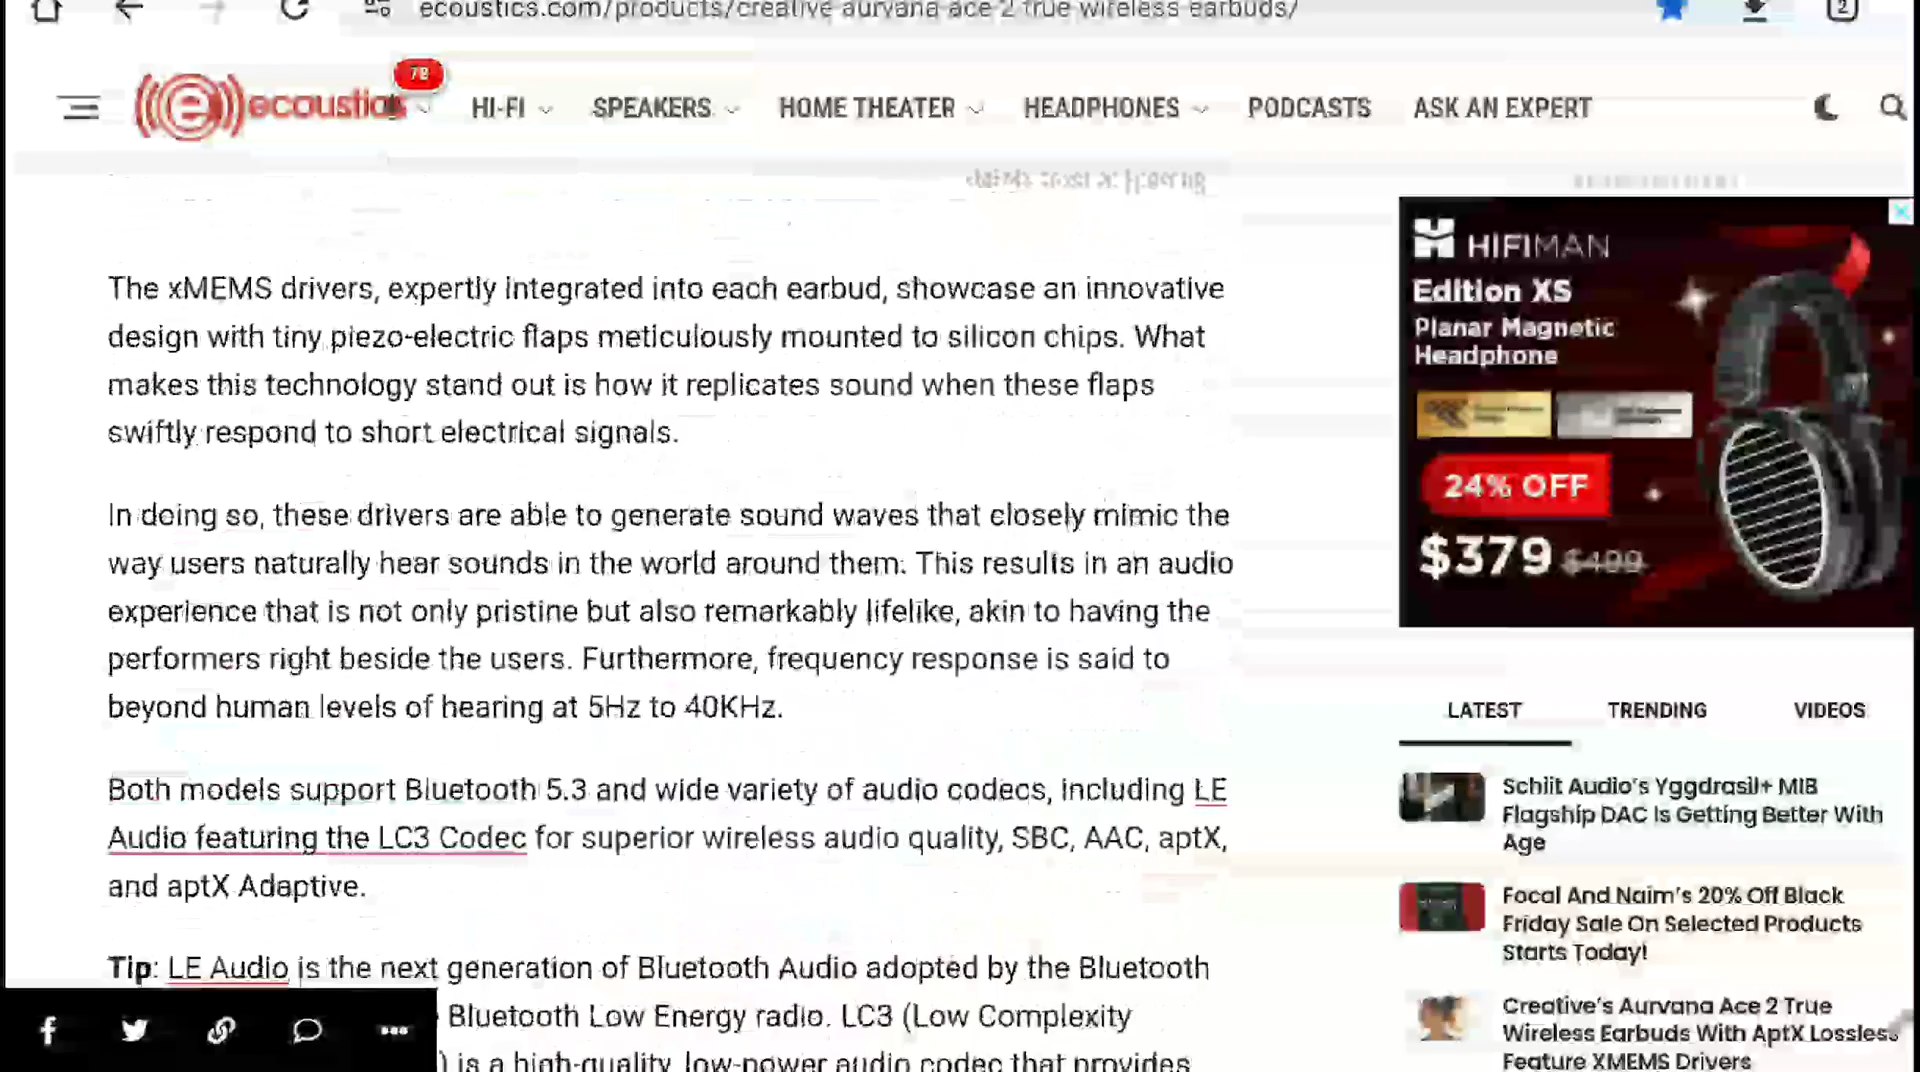 ecoustics.com/products/creative-aurvana-ace-2-true-wireless-earbuds/
2
78
ecoustics
HI-FI
SPEAKERS
HOME THEATER
HEADPHONES
PODCASTS
ASK AN EXPERT
The xMEMS drivers, expertly integrated into each earbud, showcase an innovative
design with tiny piezo-electric flaps meticulously mounted to silicon chips. What
makes this technology stand out is how it replicates sound when these flaps
swiftly respond to short electrical signals.
In doing so, these drivers are able to generate sound waves that closely mimic the
way users naturally hear sounds in the world around them. This results in an audio
experience that is not only pristine but also remarkably lifelike, akin to having the
performers right beside the users. Furthermore, frequency response is said to
beyond human levels of hearing at 5Hz to 40KHz.
Both models support Bluetooth 5.3 and wide variety of audio codecs, including LE
Audio featuring the LC3 Codec for superior wireless audio quality, SBC, AAC, aptX,
and aptX Adaptive.
Tip: LE Audio is the next generation of Bluetooth Audio adopted by the Bluetooth
Bluetooth Low Energy radio. LC3 (Low Complexity
) is a high-quality, low-power audio codec that provides
HIFIMAN
Edition XS
Planar Magnetic
Headphone
24% OFF
$379 $499
LATEST
TRENDING
VIDEOS
Schiit Audio's Yggdrasil+ MIB
Flagship DAC Is Getting Better With
Age
Focal And Naim's 20% Off Black
Friday Sale On Selected Products
Starts Today!
Creative's Aurvana Ace 2 True
Wireless Earbuds With AptX Lossless
Feature XMEMS Drivers